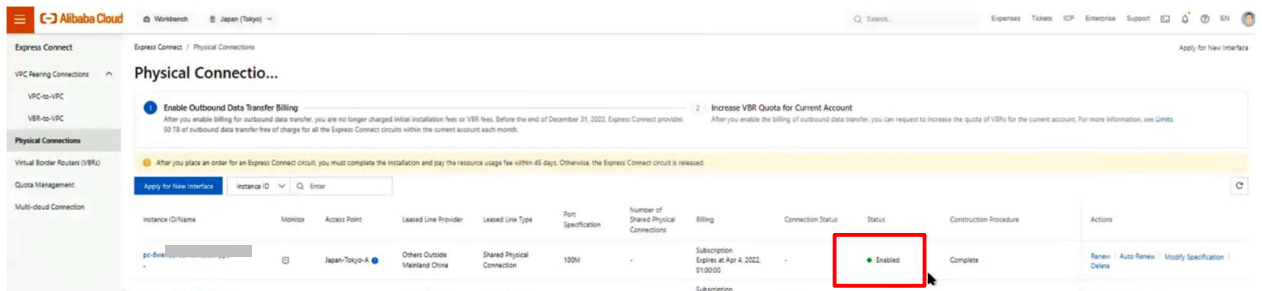 Alibaba Cloud
Workbench
Japan (Tokyo)
Search...
Expenses Tickets ICP Enterprise Support
EN
Express Connect
VPC Peering Connections
VPC-to-VPC
VBR-to-VPC
Physical Connections
Virtual Border Routers (VBRs)
Quota Management
Multi-cloud Connection
Express Connect / Physical Connections
Apply for New Interface
Physical Connectio...
1 Enable Outbound Data Transfer Billing
After you enable billing for outbound data transfer, you are no longer charged initial installation fees or VBR fees. Before the end of December 31, 2022, Express Connect provides
50 TB of outbound data transfer free of charge for all the Express Connect circuits within the current account each month.
2 Increase VBR Quota for Current Account
After you enable the billing of outbound data transfer, you can request to increase the quota of VBRs for the current account. For more information, see Limits.
After you place an order for an Express Connect circuit, you must complete the installation and pay the resource usage fee within 45 days. Otherwise, the Express Connect circuit is released.
Apply for New Interface
Instance ID
Enter
Instance ID/Name
Monitor
Access Point
Leased Line Provider
Leased Line Type
Port
Specification
Number of
Shared Physical
Connections
Billing
Connection Status
Status
Construction Procedure
Actions
-
Japan-Tokyo-A
Others Outside
Mainland China
Shared Physical
Connection
100M
-
Subscription
Expires at Apr 4, 2022,
01:00:00
-
Enabled
Complete
Renew Auto Renew Modify Specification
Delete
Subscription